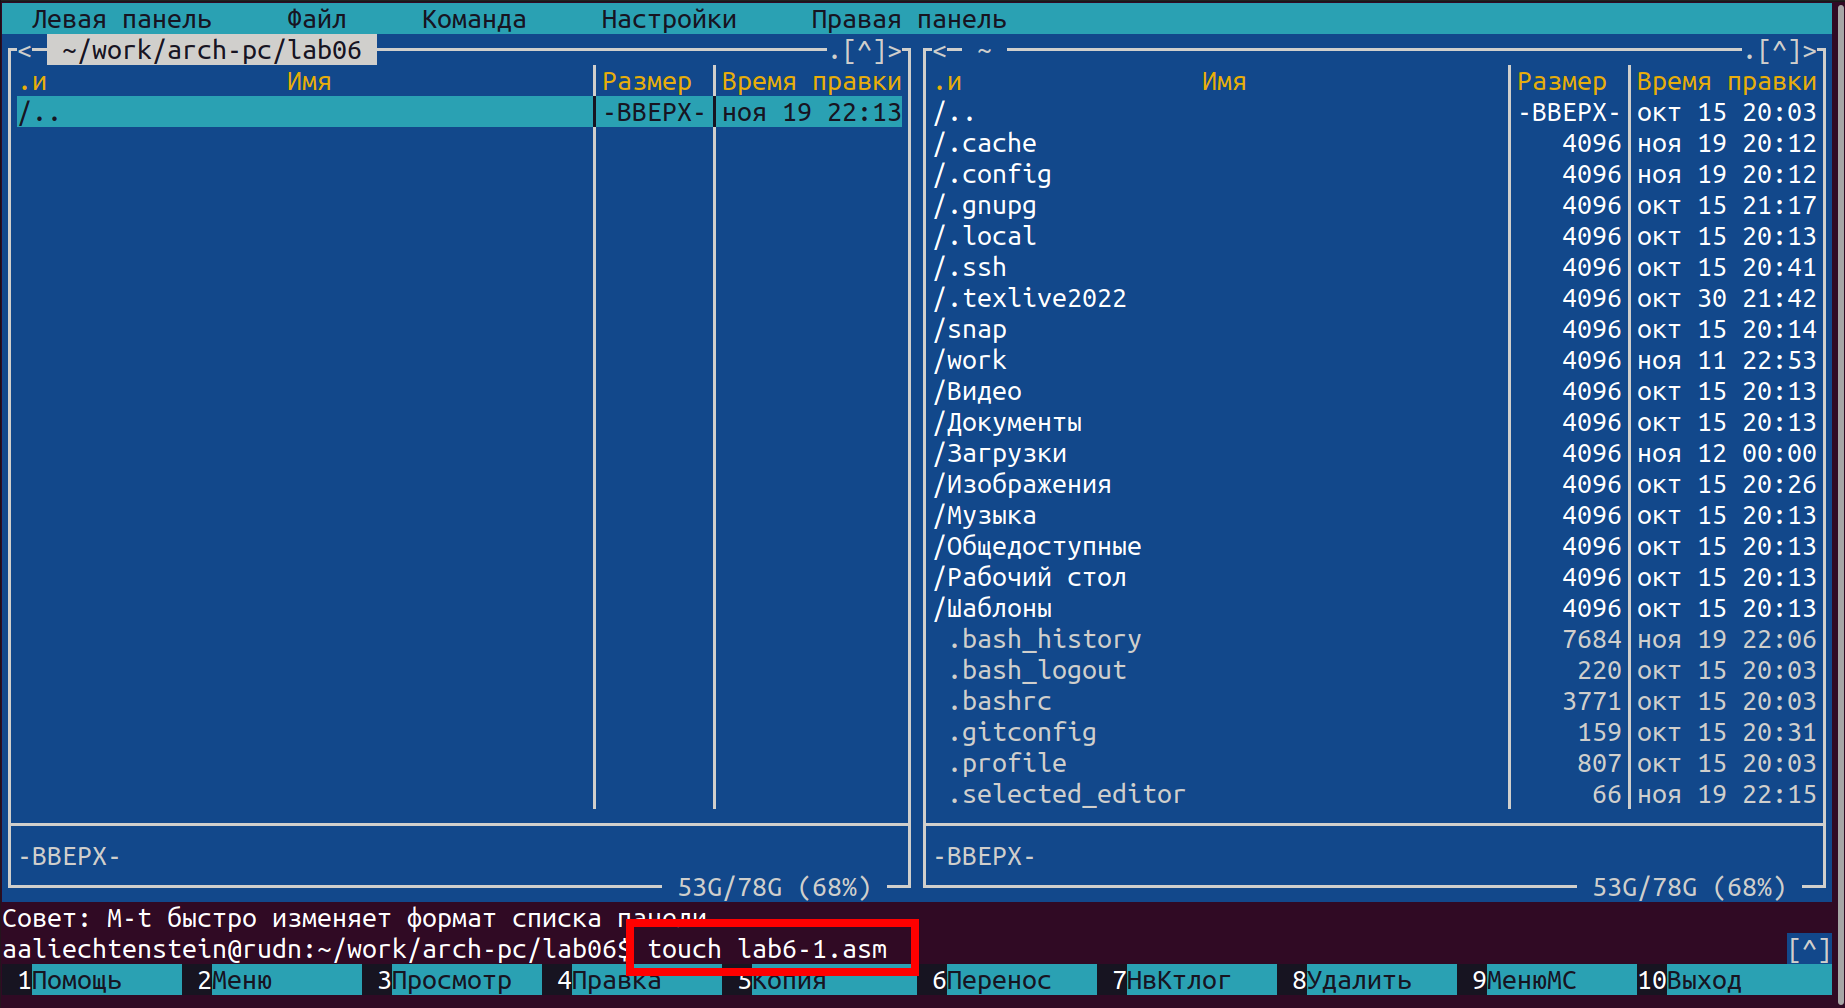 Левая панель Файл Команда Настройки Правая панель
<─ ~/work/arch-pc/lab06 ─.[^]> <─ ~ ─.[^]>
.и Имя Размер Время правки .и Имя Размер Время правки
/.. -ВВЕРХ- ноя 19 22:13 /.. -ВВЕРХ- окт 15 20:03
/.cache 4096 ноя 19 20:12
/.config 4096 ноя 19 20:12
/.gnupg 4096 окт 15 21:17
/.local 4096 окт 15 20:13
/.ssh 4096 окт 15 20:41
/.texlive2022 4096 окт 30 21:42
/snap 4096 окт 15 20:14
/work 4096 ноя 11 22:53
/Видео 4096 окт 15 20:13
/Документы 4096 окт 15 20:13
/Загрузки 4096 ноя 12 00:00
/Изображения 4096 окт 15 20:26
/Музыка 4096 окт 15 20:13
/Общедоступные 4096 окт 15 20:13
/Рабочий стол 4096 окт 15 20:13
/Шаблоны 4096 окт 15 20:13
.bash_history 7684 ноя 19 22:06
.bash_logout 220 окт 15 20:03
.bashrc 3771 окт 15 20:03
.gitconfig 159 окт 15 20:31
.profile 807 окт 15 20:03
.selected_editor 66 ноя 19 22:15
-ВВЕРХ- -ВВЕРХ-
53G/78G (68%) 53G/78G (68%)
Совет: M-t быстро изменяет формат списка панели
aaliechtenstein@rudn:~/work/arch-pc/lab06$ touch lab6-1.asm [^]
1Помощь 2Меню 3Просмотр 4Правка 5Копия 6Перенос 7НвКтлог 8Удалить 9МенюMC 10Выход